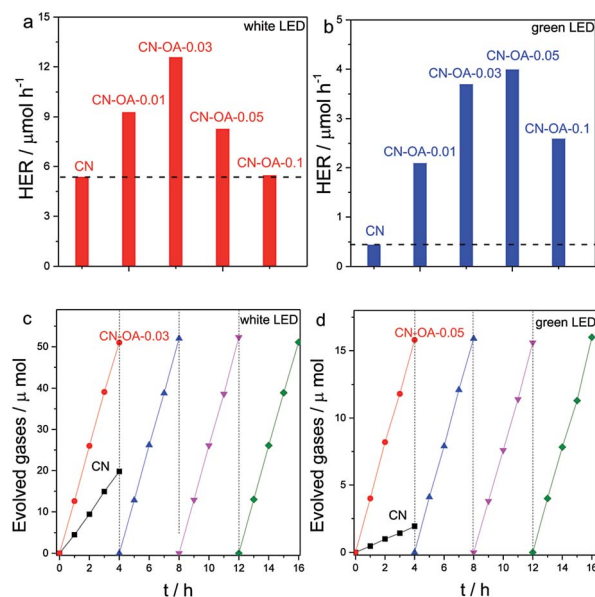 a
white LED
HER / μmol h⁻¹
15
12
9
6
3
0
CN
CN-OA-0.01
CN-OA-0.03
CN-OA-0.05
CN-OA-0.1
b
green LED
HER / μmol h⁻¹
5
4
3
2
1
0
CN
CN-OA-0.01
CN-OA-0.03
CN-OA-0.05
CN-OA-0.1
c
white LED
CN-OA-0.03
CN
Evolved gases / μ mol
50
40
30
20
10
0
0 2 4 6 8 10 12 14 16
t / h
d
green LED
CN-OA-0.05
CN
Evolved gases / μ mol
15
10
5
0
0 2 4 6 8 10 12 14 16
t / h